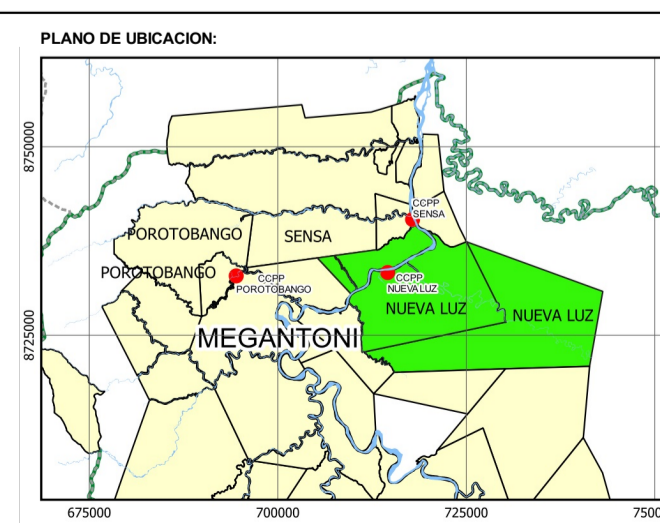 PLANO DE UBICACION:
8750000
8725000
CCPP
SENSA
POROTOBANGO
SENSA
POROTOBANGO
CCPP
POROTOBANGO
CCPP
NUEVA LUZ
NUEVA LUZ
NUEVA LUZ
MEGANTONI
675000
700000
725000
7500